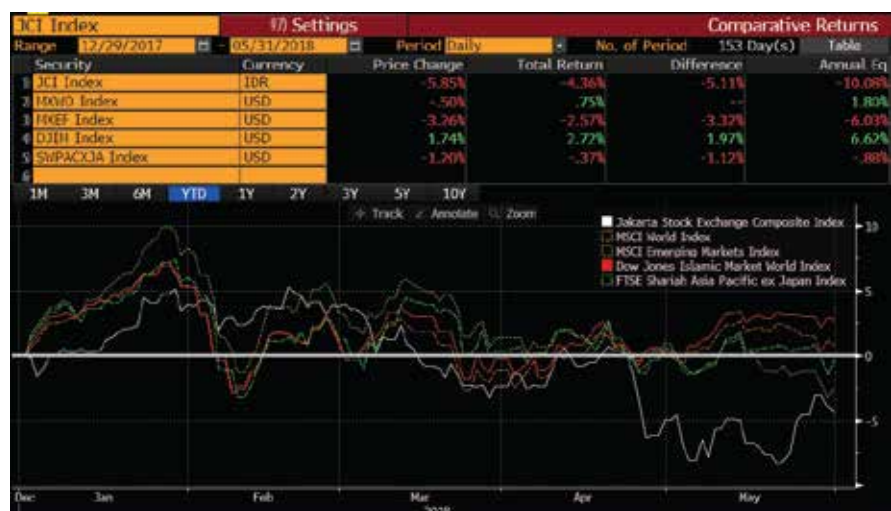 JCI Index 97) Settings Comparative Returns
Range 12/29/2017 - 05/31/2018 Period Daily No. of Period 153 Day(s) Table
Security Currency Price Change Total Return Difference Annual Eq
1 JCI Index IDR -5.85% -4.36% -5.11% -10.08%
2 MXWO Index USD -.50% .75% -- 1.80%
3 MXEF Index USD -3.26% -2.57% -3.32% -6.03%
4 DJIM Index USD 1.74% 2.72% 1.97% 6.62%
5 SWPACXJA Index USD -1.20% -.37% -1.12% -.88%
6
1M 3M 6M YTD 1Y 2Y 3Y 5Y 10Y
Track Annotate Zoom
Jakarta Stock Exchange Composite Index
MSCI World Index
MSCI Emerging Markets Index
Dow Jones Islamic Market World Index
FTSE Shariah Asia Pacific ex Japan Index
10
5
0
-5
Dec Jan Feb Mar Apr May
2018